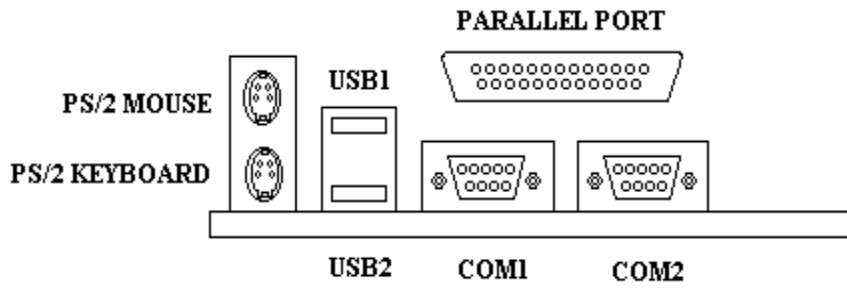 PARALLEL PORT
USB1
PS/2 MOUSE
PS/2 KEYBOARD
USB2
COM1
COM2